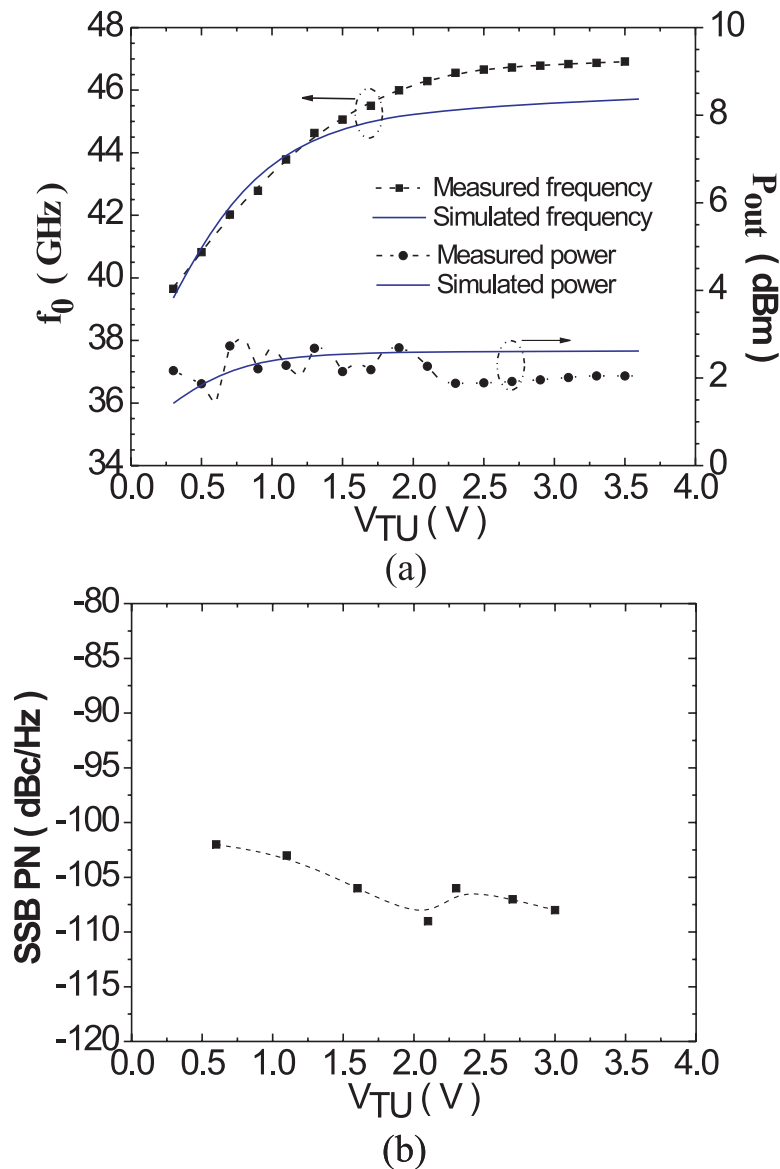 48
47
45
44
42
40
38
36
34
f0 ( GHz)
10
8
6
4
2
0
Pout ( dBm)
Measured frequency
Simulated frequency
Measured power
Simulated power
0.0 0.5 1.0 1.5 2.0 2.5 3.0 3.5 4.0
VTU ( V)
(a)
-80
-85
-90
-95
-100
-105
-110
-115
-120
SSB PN ( dBc/Hz)
0.0 0.5 1.0 1.5 2.0 2.5 3.0 3.5 4.0
VTU ( V)
(b)